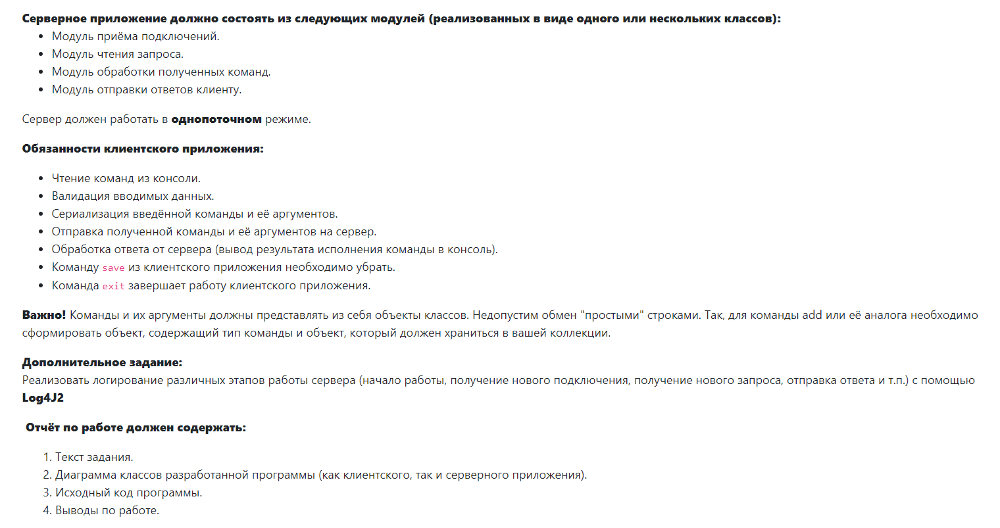 Серверное приложение должно состоять из следующих модулей (реализованных в виде одного или нескольких классов):
• Модуль приёма подключений.
• Модуль чтения запроса.
• Модуль обработки полученных команд.
• Модуль отправки ответов клиенту.
Сервер должен работать в однопоточном режиме.
Обязанности клиентского приложения:
• Чтение команд из консоли.
• Валидация вводимых данных.
• Сериализация введённой команды и её аргументов.
• Отправка полученной команды и её аргументов на сервер.
• Обработка ответа от сервера (вывод результата исполнения команды в консоль).
• Команду save из клиентского приложения необходимо убрать.
• Команда exit завершает работу клиентского приложения.
Важно! Команды и их аргументы должны представлять из себя объекты классов. Недопустим обмен "простыми" строками. Так, для команды add или её аналога необходимо
сформировать объект, содержащий тип команды и объект, который должен храниться в вашей коллекции.
Дополнительное задание:
Реализовать логирование различных этапов работы сервера (начало работы, получение нового подключения, получение нового запроса, отправка ответа и т.п.) с помощью
Log4J2
Отчёт по работе должен содержать:
1. Текст задания.
2. Диаграмма классов разработанной программы (как клиентского, так и серверного приложения).
3. Исходный код программы.
4. Выводы по работе.